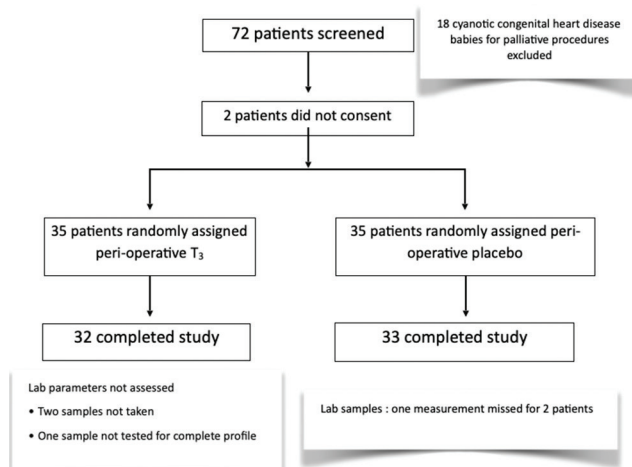 72 patients screened
18 cyanotic congenital heart disease
babies for palliative procedures
excluded
2 patients did not consent
35 patients randomly assigned
peri-operative T₃
35 patients randomly assigned peri-
operative placebo
32 completed study
33 completed study
Lab parameters not assessed
• Two samples not taken
• One sample not tested for complete profile
Lab samples : one measurement missed for 2 patients